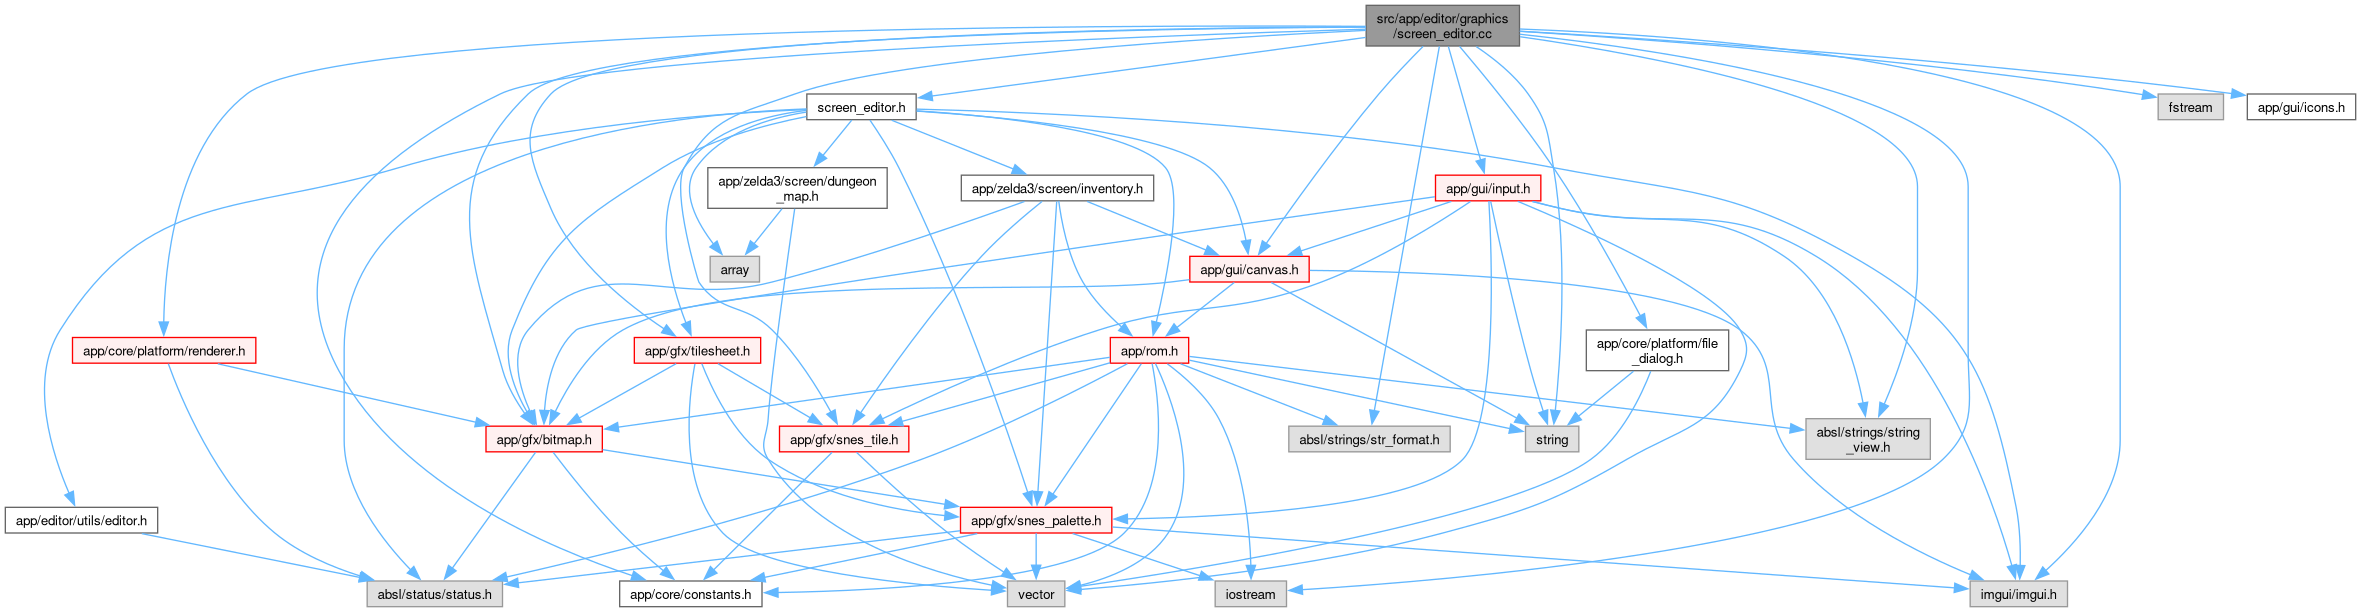 src/app/editor/graphics
/screen_editor.cc
screen_editor.h
fstream
app/gui/icons.h
app/zelda3/screen/dungeon
_map.h
app/zelda3/screen/inventory.h
app/gui/input.h
array
app/gui/canvas.h
app/core/platform/renderer.h
app/gfx/tilesheet.h
app/rom.h
app/core/platform/file
_dialog.h
app/gfx/bitmap.h
app/gfx/snes_tile.h
absl/strings/str_format.h
string
absl/strings/string
_view.h
app/editor/utils/editor.h
app/gfx/snes_palette.h
absl/status/status.h
app/core/constants.h
vector
iostream
imgui/imgui.h